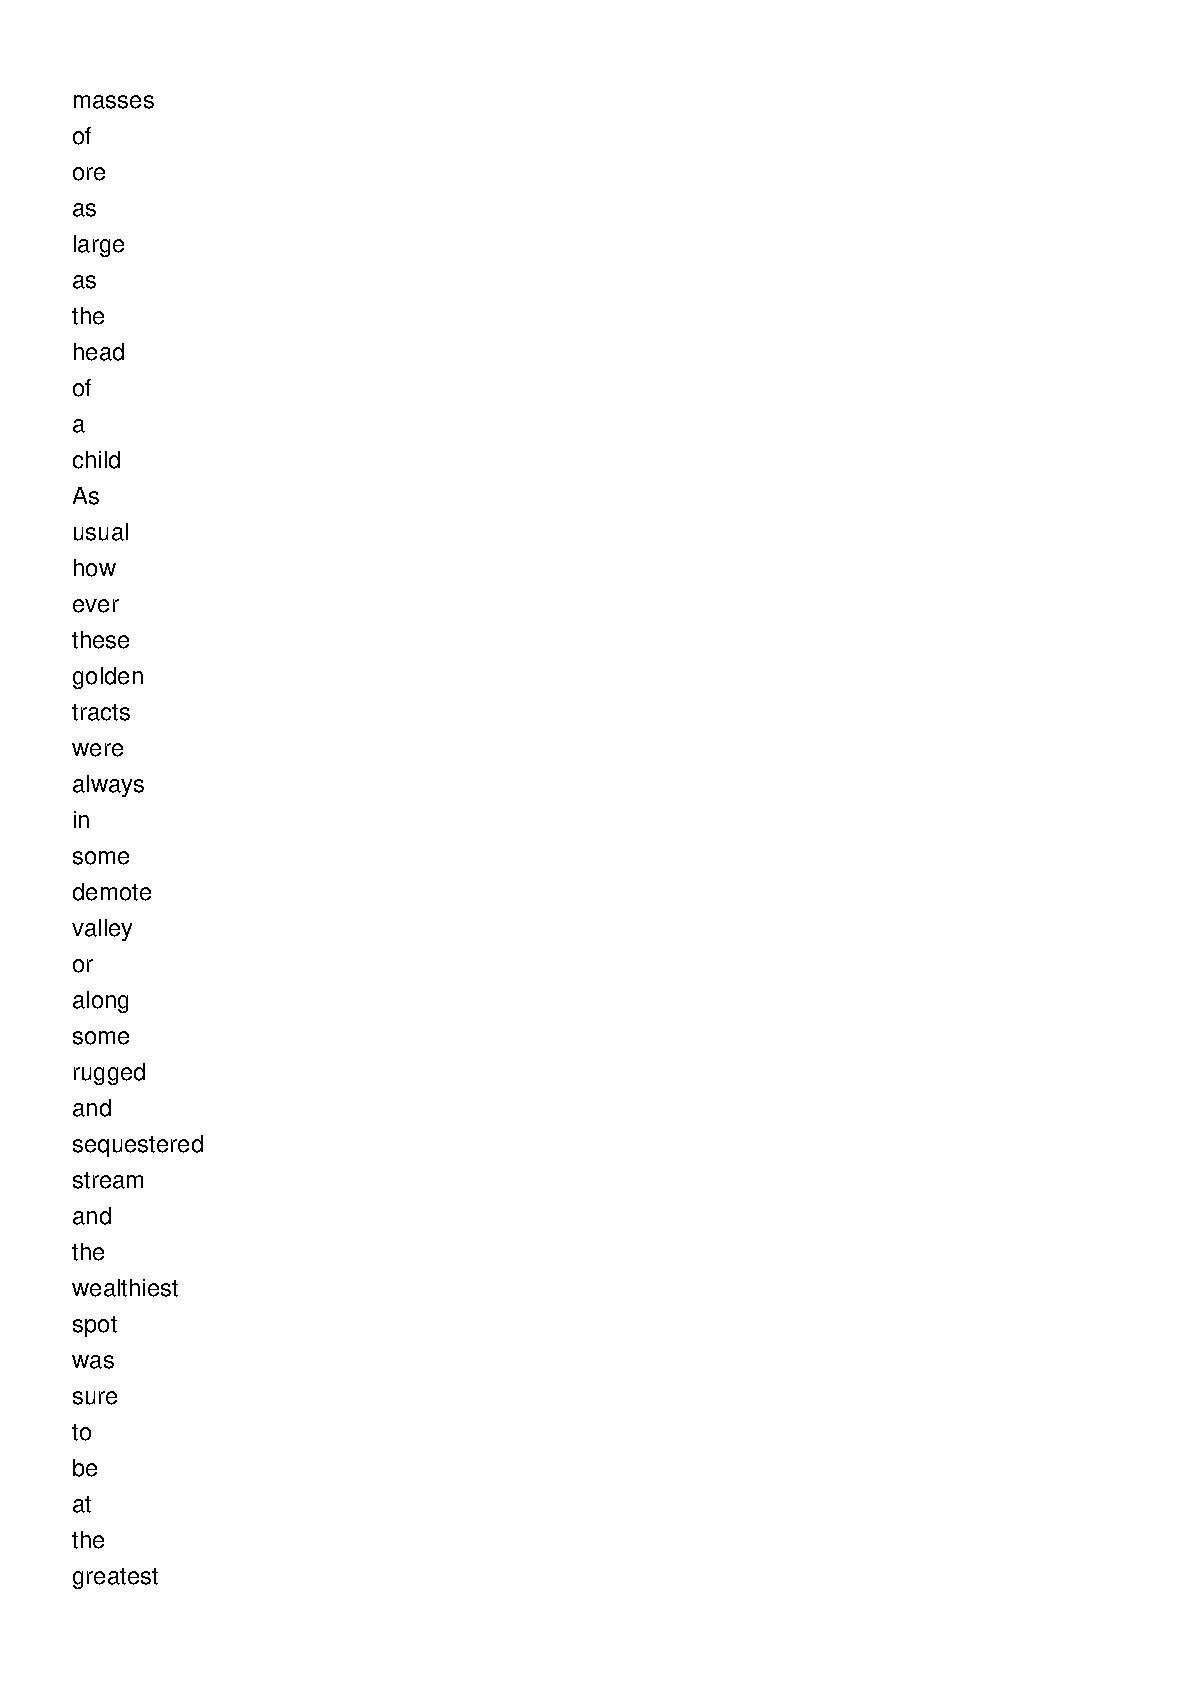 masses
of
ore
as
large
as
the
head
of
a
child
As
usual
how
ever
these
golden
tracts
were
always
in
some
demote
valley
or
along
some
rugged
and
sequestered
stream
and
the
wealthiest
spot
was
sure
to
be
at
the
greatest